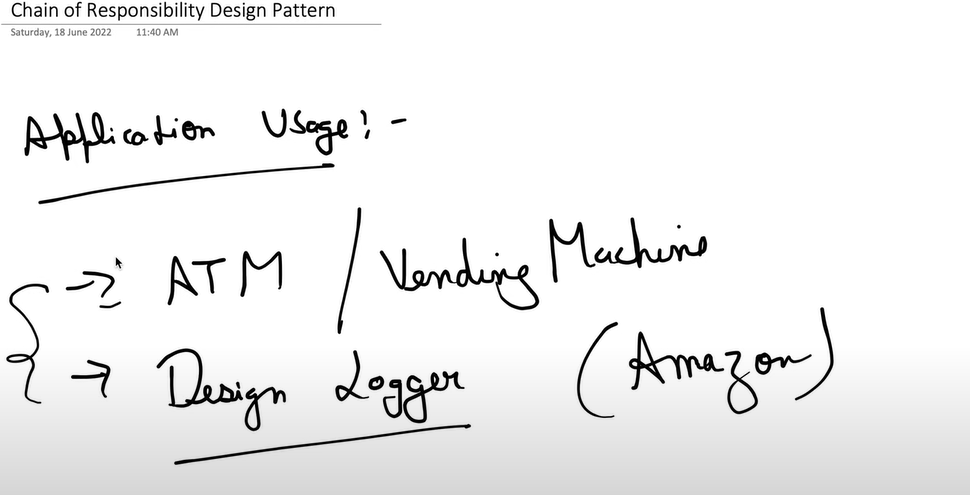 Chain of Responsibility Design Pattern
Saturday, 18 June 2022 11:40 AM
Application Usage: -
→ ATM / Vending Machine
→ Design Logger (Amazon)